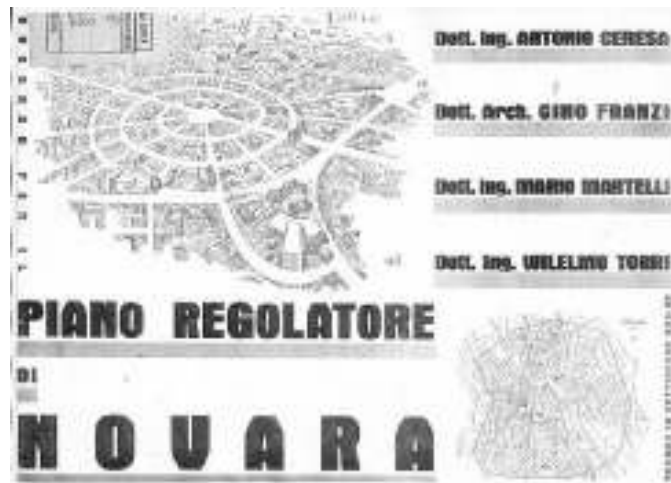 Dott. Ing. ANTONIO CERESA
Dott. Arch. GINO FRANZI
Dott. Ing. MARIO MARTELLI
Dott. Ing. WILELMO TORRI
PIANO REGOLATORE
DI
NOVARA